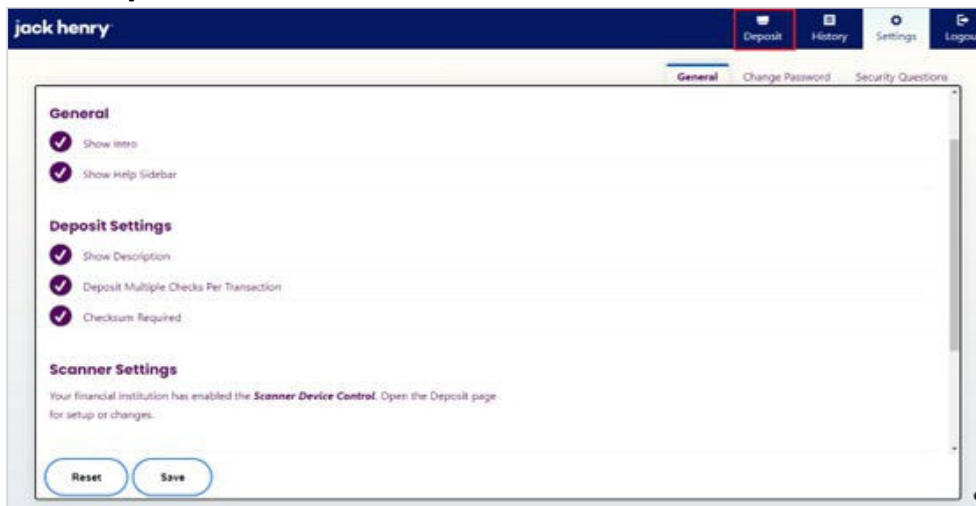 jack henry
Deposit
History
Settings
General
Change Password
Security Questions
General
Show Intro
Show Help Sidebar
Deposit Settings
Show Description
Deposit Multiple Checks Per Transaction
Checksum Required
Scanner Settings
Your financial institution has enabled the Scanner Device Control. Open the Deposit page
for setup or changes.
Reset
Save